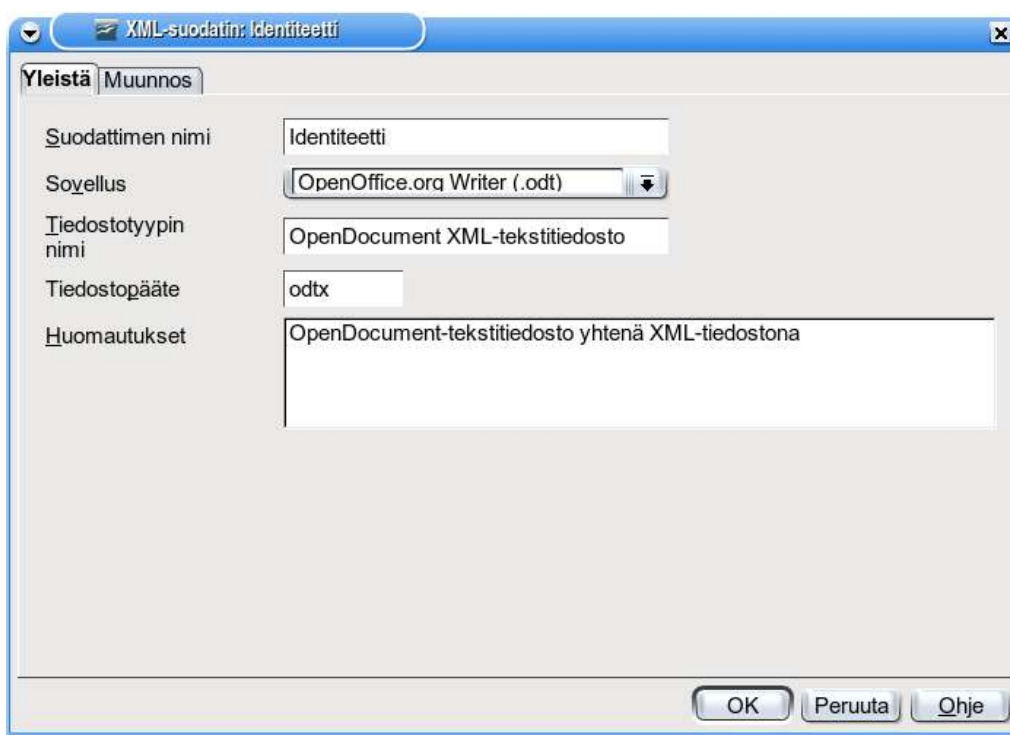 XML-suodatin: Identiteetti
Yleistä Muunnos
Suodattimen nimi Identiteetti
Sovellus OpenOffice.org Writer (.odt)
Tiedostotyypin
nimi OpenDocument XML-tekstitiedosto
Tiedostopääte odtx
Huomautukset OpenDocument-tekstitiedosto yhtenä XML-tiedostona
OK Peruuta Ohje